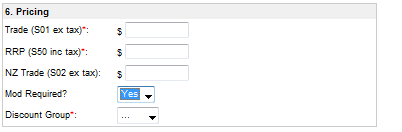 6. Pricing
Trade (S01 ex tax)*: $
RRP (S50 inc tax)*: $
NZ Trade (S02 ex tax): $
Mod Required? Yes
Discount Group*: ...